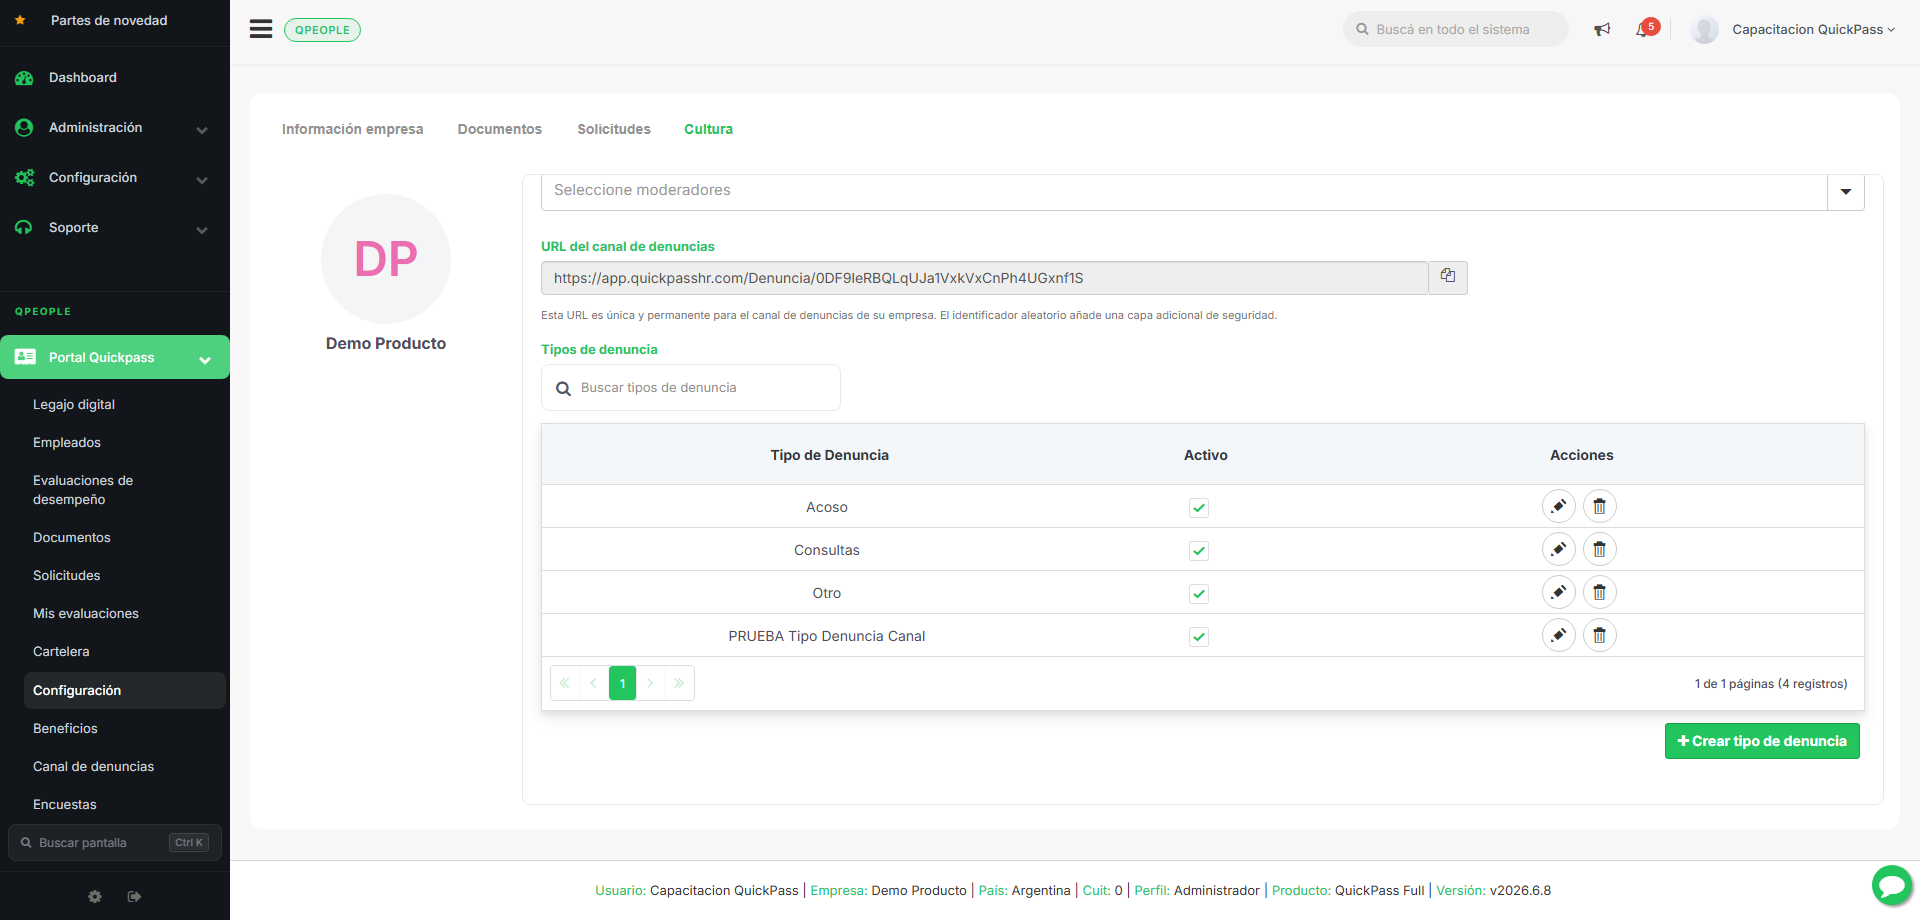 Partes de novedad
Dashboard
Administración
Configuración
Soporte
QPEOPLE
Portal Quickpass
Legajo digital
Empleados
Evaluaciones de
desempeño
Documentos
Solicitudes
Mis evaluaciones
Cartelera
Configuración
Beneficios
Canal de denuncias
Encuestas
Buscar pantalla Ctrl K
QPEOPLE
Buscá en todo el sistema
5
Capacitacion QuickPass
Información empresa Documentos Solicitudes Cultura
DP
Demo Producto
Seleccione moderadores
URL del canal de denuncias
https://app.quickpasshr.com/Denuncia/0DF9IeRBQLqUJa1VxkVxCnPh4UGxnf1S
Esta URL es única y permanente para el canal de denuncias de su empresa. El identificador aleatorio añade una capa adicional de seguridad.
Tipos de denuncia
Buscar tipos de denuncia
Tipo de Denuncia Activo Acciones
Acoso
Consultas
Otro
PRUEBA Tipo Denuncia Canal
« ‹ 1 › »
1 de 1 páginas (4 registros)
+ Crear tipo de denuncia
Usuario: Capacitacion QuickPass | Empresa: Demo Producto | País: Argentina | Cuit: 0 | Perfil: Administrador | Producto: QuickPass Full | Versión: v2026.6.8